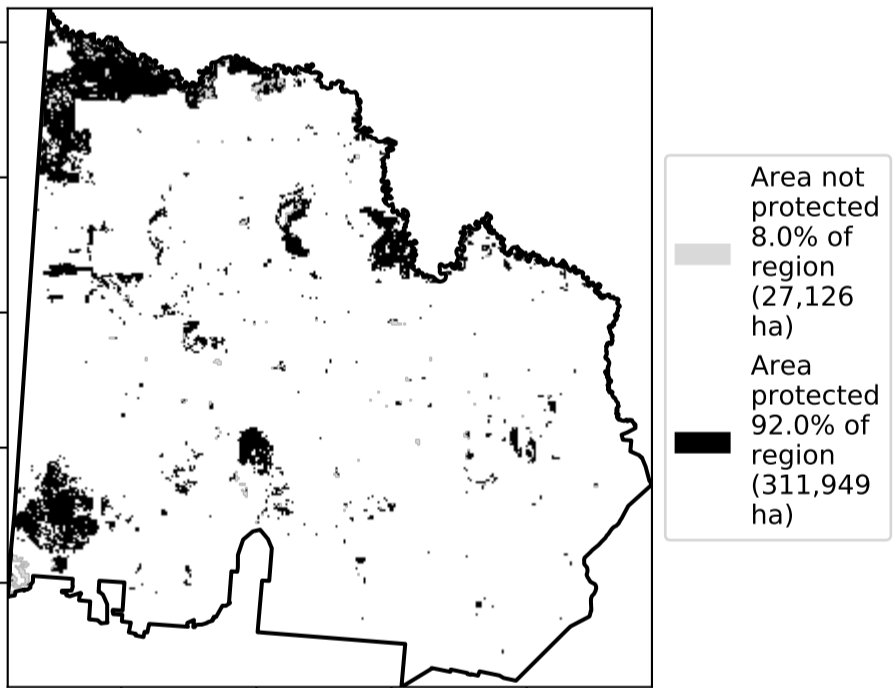 Area not
protected
8.0% of
region
(27,126
ha)
Area
protected
92.0% of
region
(311,949
ha)